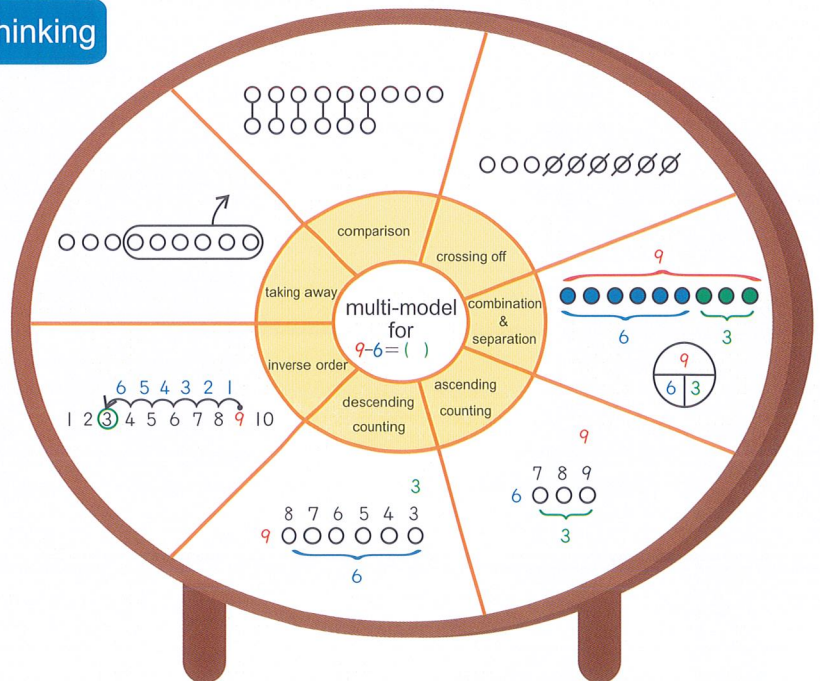 hinking
comparison
crossing off
combination
&
separation
ascending
counting
descending
counting
inverse order
taking away
multi-model
for
9-6=( )
9
6 3
9
6 3
9
7 8 9
6
3
3
8 7 6 5 4 3
9
6
6 5 4 3 2 1
1 2 3 4 5 6 7 8 9 10